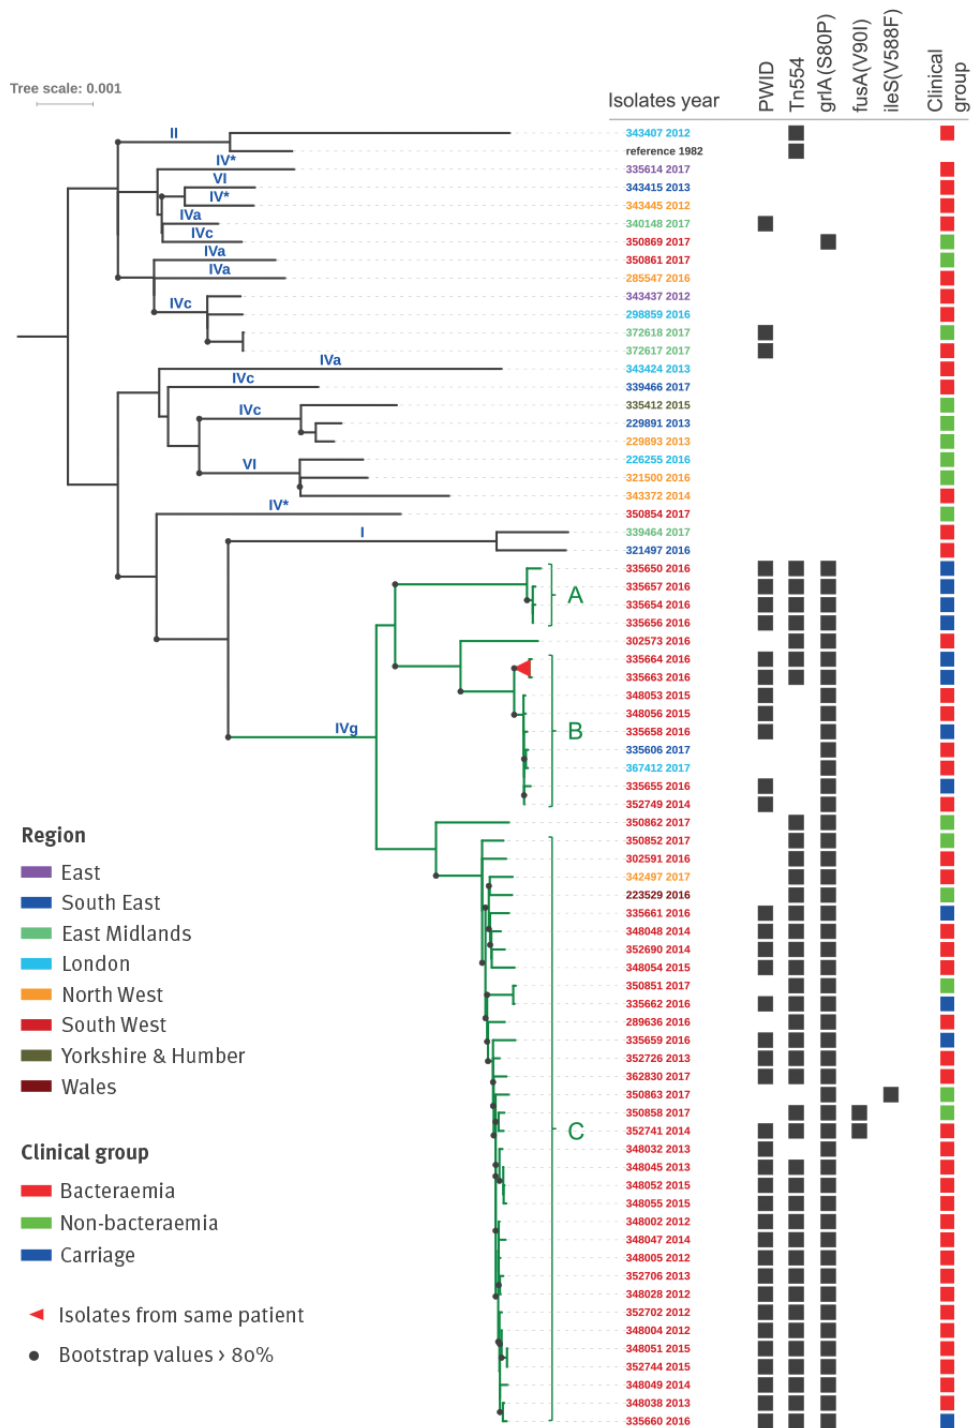 Tree scale: 0.001
Isolates year
PWID
Tn554
grlA(S80P)
fusA(V90I)
ileS(V588F)
Clinical
group
II
343407 2012
reference 1982
IV*
335614 2017
VI
343415 2013
IV*
343445 2012
IVa
340148 2017
IVc
350869 2017
IVa
350861 2017
IVa
285547 2016
343437 2012
IVc
298859 2016
372618 2017
372617 2017
IVa
343424 2013
IVc
339466 2017
335412 2015
IVc
229891 2013
229893 2013
226255 2016
VI
321500 2016
343372 2014
IV*
350854 2017
I
339464 2017
321497 2016
335650 2016
335657 2016
A
335654 2016
335656 2016
302573 2016
335664 2016
335663 2016
348053 2015
348056 2015
IVg
B
335658 2016
335606 2017
367412 2017
335655 2016
352749 2014
350862 2017
350852 2017
302591 2016
342497 2017
223529 2016
335661 2016
348048 2014
352690 2014
348054 2015
350851 2017
335662 2016
289636 2016
335659 2016
352726 2013
362830 2017
350863 2017
350858 2017
C
352741 2014
348032 2013
348045 2013
348052 2015
348055 2015
348002 2012
348047 2014
348005 2012
352706 2013
348028 2012
352702 2012
348004 2012
348051 2015
352744 2015
348049 2014
348038 2013
335660 2016
Region
East
South East
East Midlands
London
North West
South West
Yorkshire & Humber
Wales
Clinical group
Bacteraemia
Non-bacteraemia
Carriage
Isolates from same patient
Bootstrap values > 80%